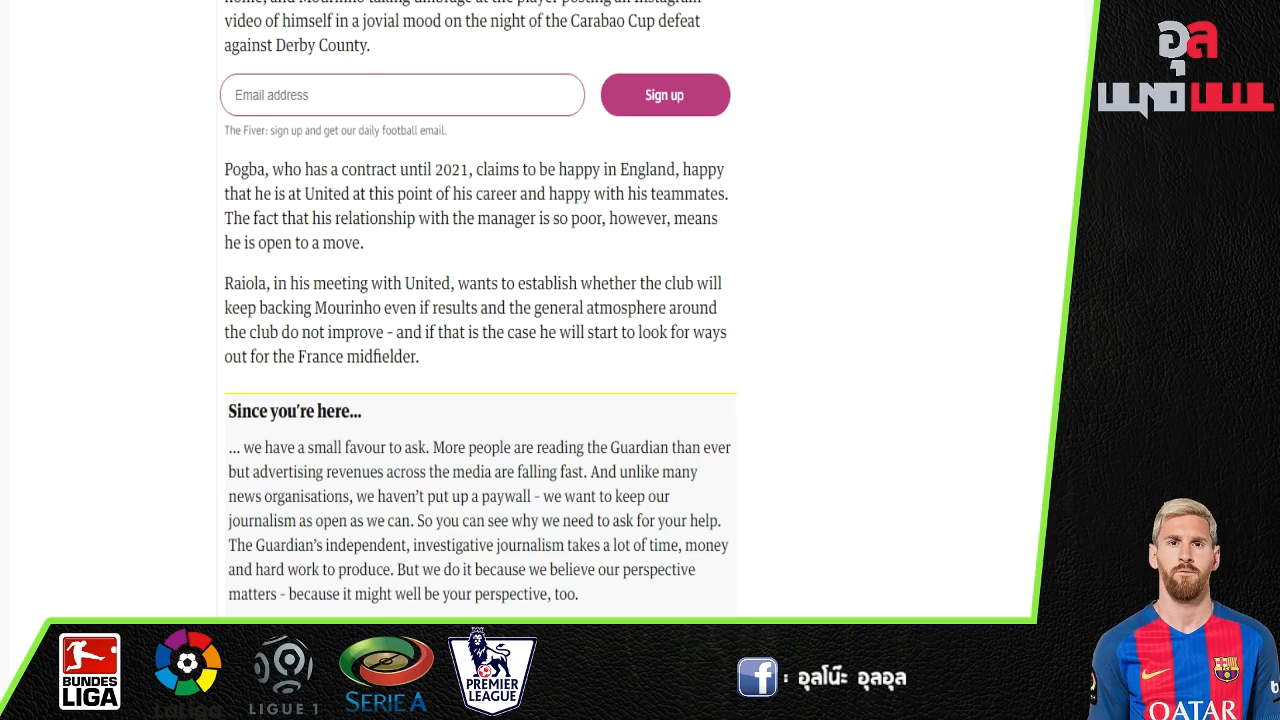 video of himself in a jovial mood on the night of the Carabao Cup defeat
against Derby County.
Email address
Sign up
The Fiver: sign up and get our daily football email.
Pogba, who has a contract until 2021, claims to be happy in England, happy
that he is at United at this point of his career and happy with his teammates.
The fact that his relationship with the manager is so poor, however, means
he is open to a move.
Raiola, in his meeting with United, wants to establish whether the club will
keep backing Mourinho even if results and the general atmosphere around
the club do not improve - and if that is the case he will start to look for ways
out for the France midfielder.
Since you're here...
... we have a small favour to ask. More people are reading the Guardian than ever
but advertising revenues across the media are falling fast. And unlike many
news organisations, we haven't put up a paywall - we want to keep our
journalism as open as we can. So you can see why we need to ask for your help.
The Guardian's independent, investigative journalism takes a lot of time, money
and hard work to produce. But we do it because we believe our perspective
matters - because it might well be your perspective, too.
อุล
BUNDES
LIGA
LaLiga
LIGUE 1
SERIE A
PREMIER
LEAGUE
f : อุลโน๊ะ อุลอุล
QATAR